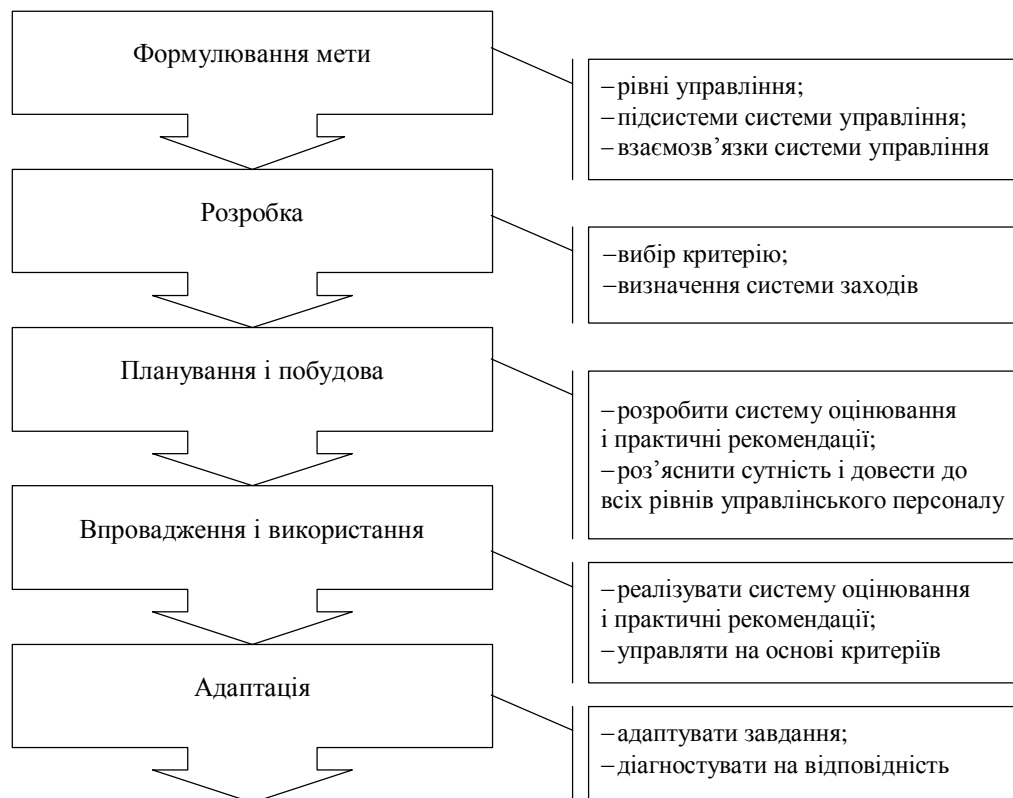 Формулювання мети
–рівні управління;
–підсистеми системи управління;
–взаємозв’язки системи управління
Розробка
–вибір критерію;
–визначення системи заходів
Планування і побудова
–розробити систему оцінювання
і практичні рекомендації;
–роз’яснити сутність і довести до
всіх рівнів управлінського персоналу
Впровадження і використання
–реалізувати систему оцінювання
і практичні рекомендації;
–управляти на основі критеріїв
Адаптація
–адаптувати завдання;
–діагностувати на відповідність